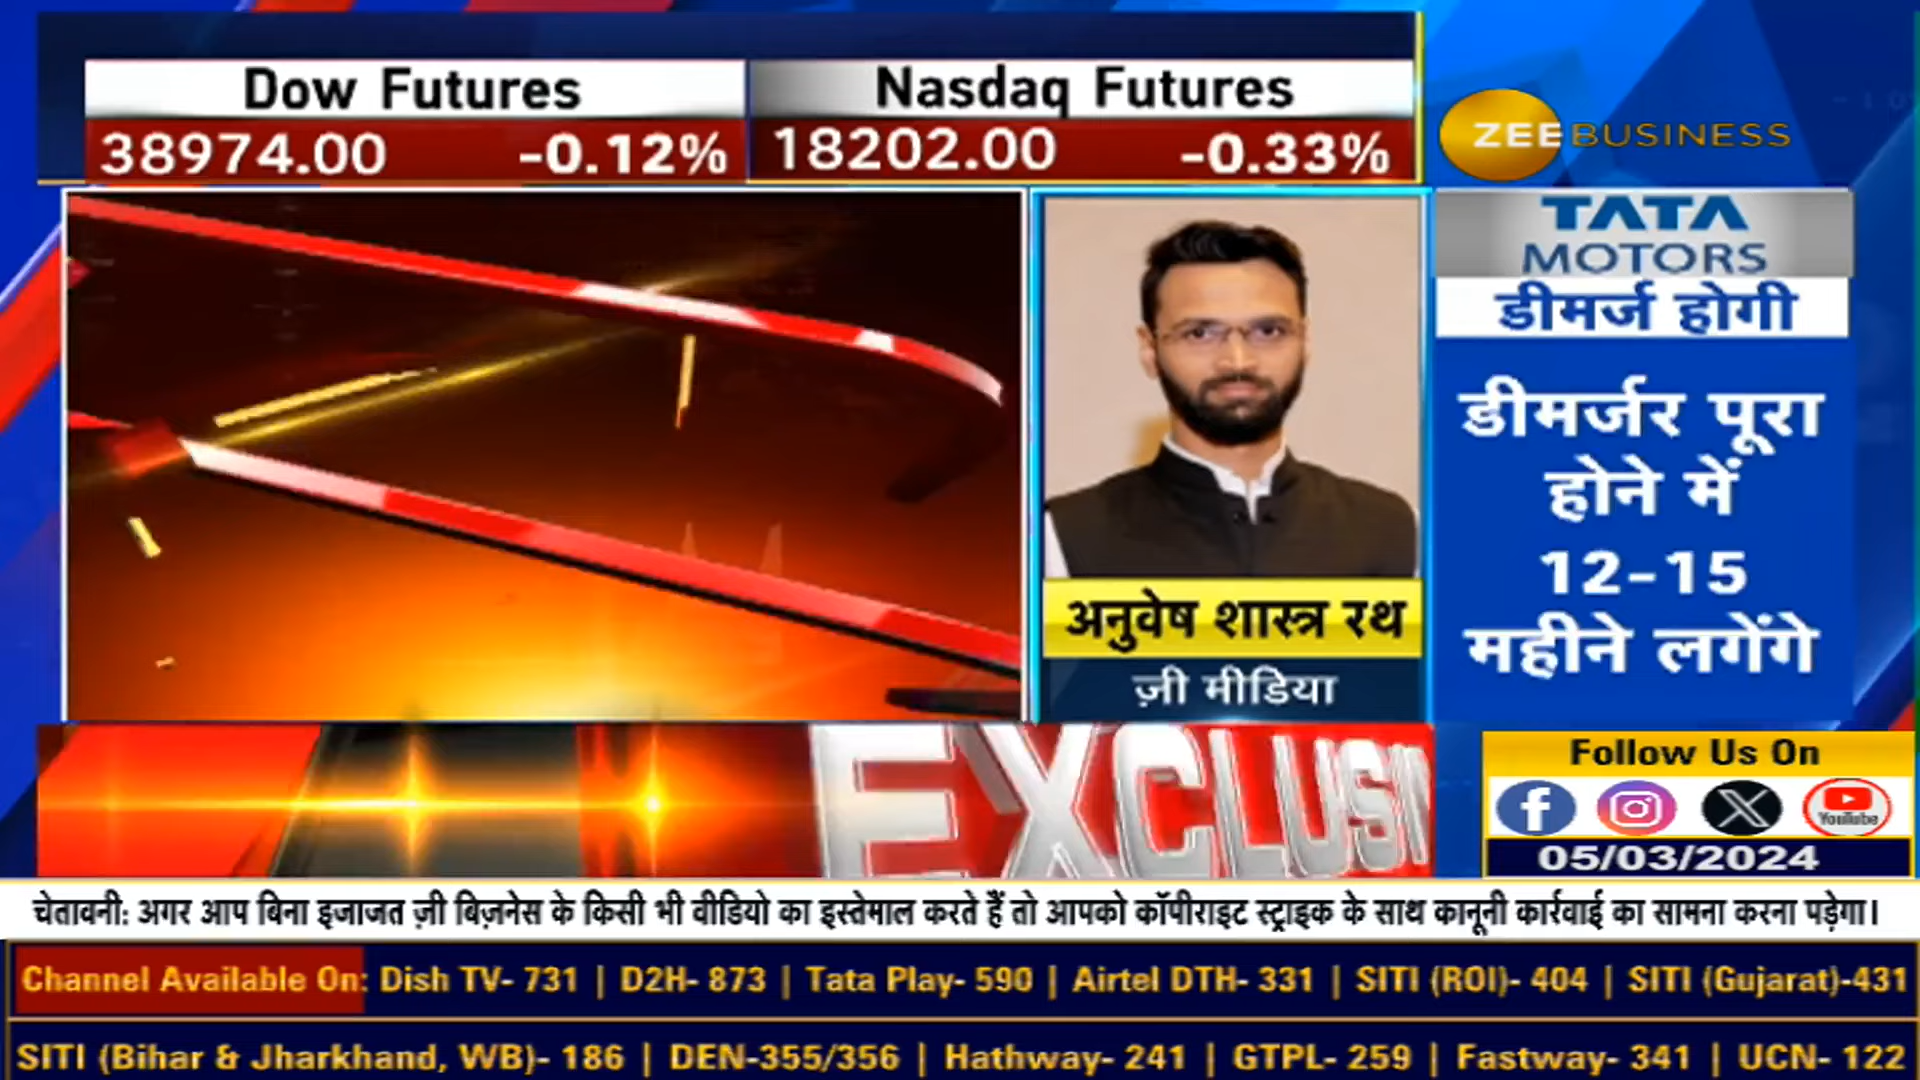 Dow Futures
38974.00 -0.12%
Nasdaq Futures
18202.00 -0.33%
ZEE BUSINESS
TATA
MOTORS
डीमर्ज होगी
डीमर्जर पूरा
होने में
12-15
महीने लगेंगे
अनुवेष शास्त्र रथ
ज़ी मीडिया
EXCLUSIV
Follow Us On
YouTube
05/03/2024
चेतावनी: अगर आप बिना इजाजत ज़ी बिज़नेस के किसी भी वीडियो का इस्तेमाल करते हैं तो आपको कॉपीराइट स्ट्राइक के साथ कानूनी कार्रवाई का सामना करना पड़ेगा।
Channel Available On: Dish TV- 731 | D2H- 873 | Tata Play- 590 | Airtel DTH- 331 | SITI (ROI)- 404 | SITI (Gujarat)-431
SITI (Bihar & Jharkhand, WB)- 186 | DEN-355/356 | Hathway- 241 | GTPL- 259 | Fastway- 341 | UCN- 122